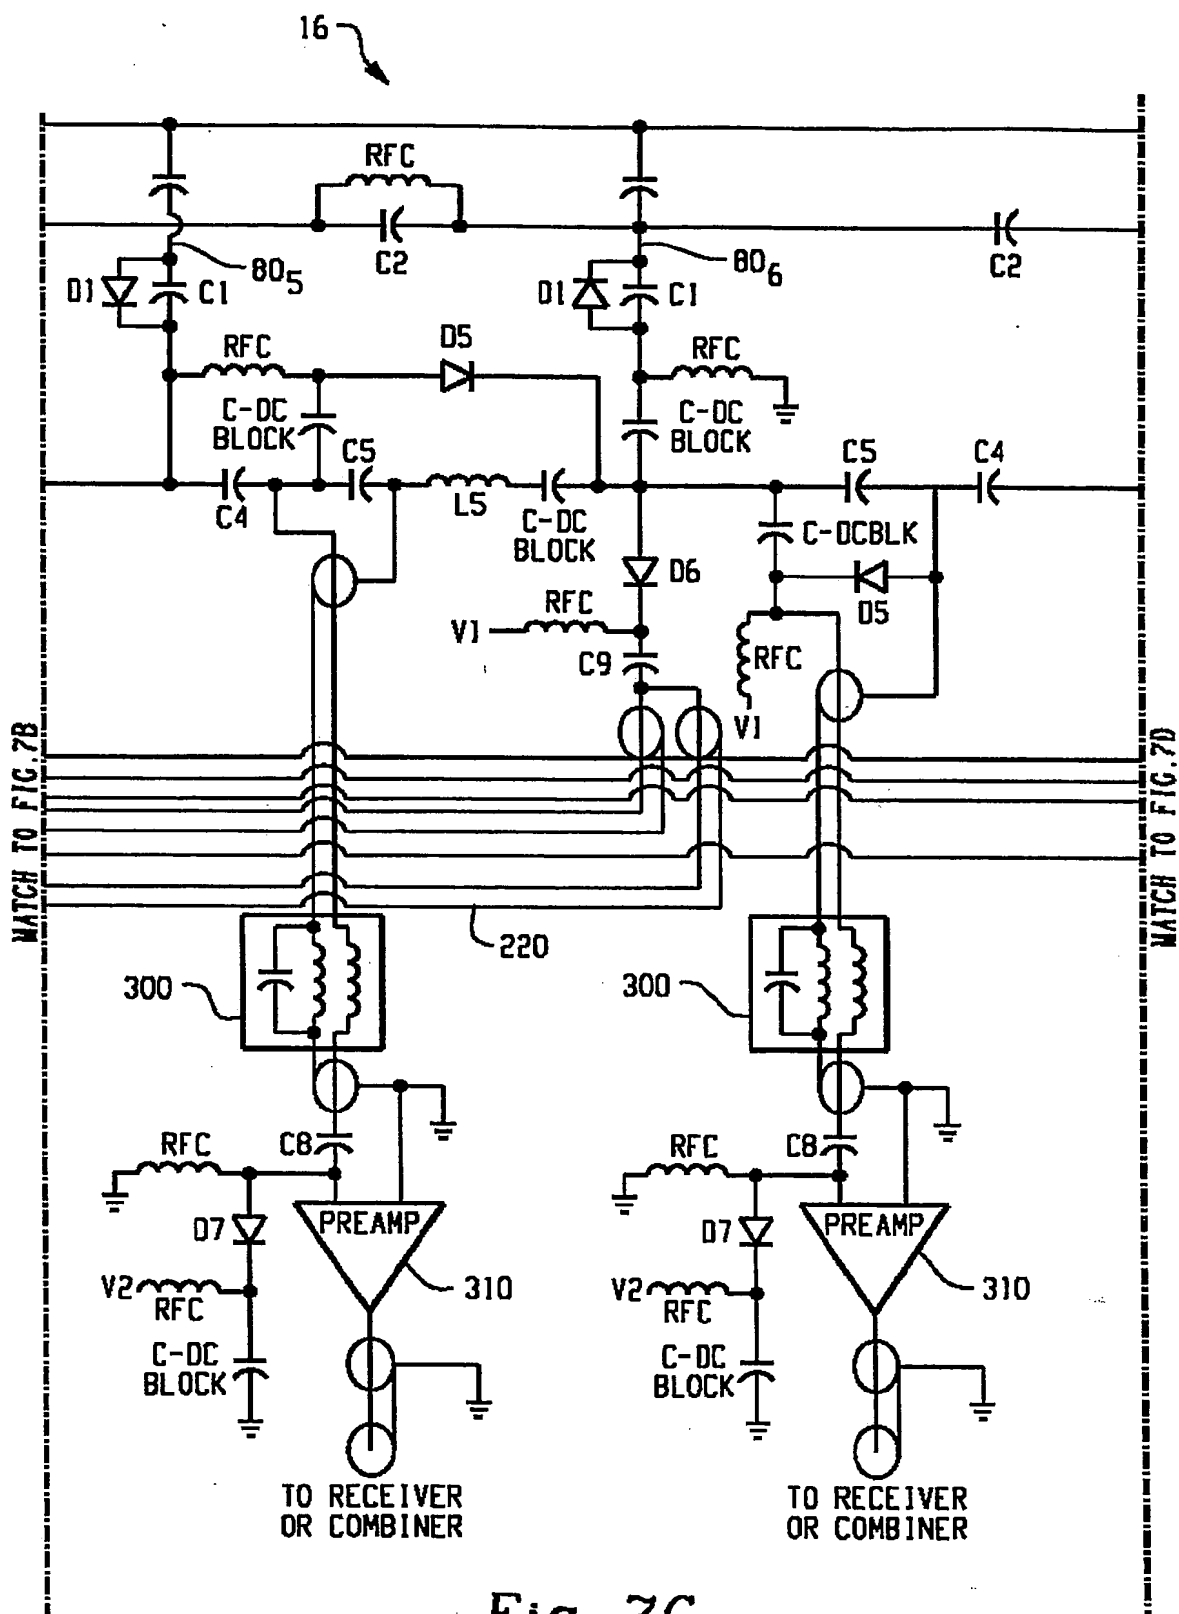 16
RFC
C2
C2
80₅
80₆
D1
C1
D1
C1
RFC
D5
RFC
C-DC
BLOCK
C-DC
BLOCK
C5
C5
C4
C4
L5
C-DC
BLOCK
C-DCBLK
D6
D5
RFC
V1
C9
RFC
V1
MATCH TO FIG.7B
MATCH TO FIG.7D
220
300
300
RFC
C8
RFC
C8
D7
PREAMP
D7
PREAMP
V2
RFC
310
V2
RFC
310
C-DC
BLOCK
C-DC
BLOCK
TO RECEIVER
OR COMBINER
TO RECEIVER
OR COMBINER
Fig. 7C